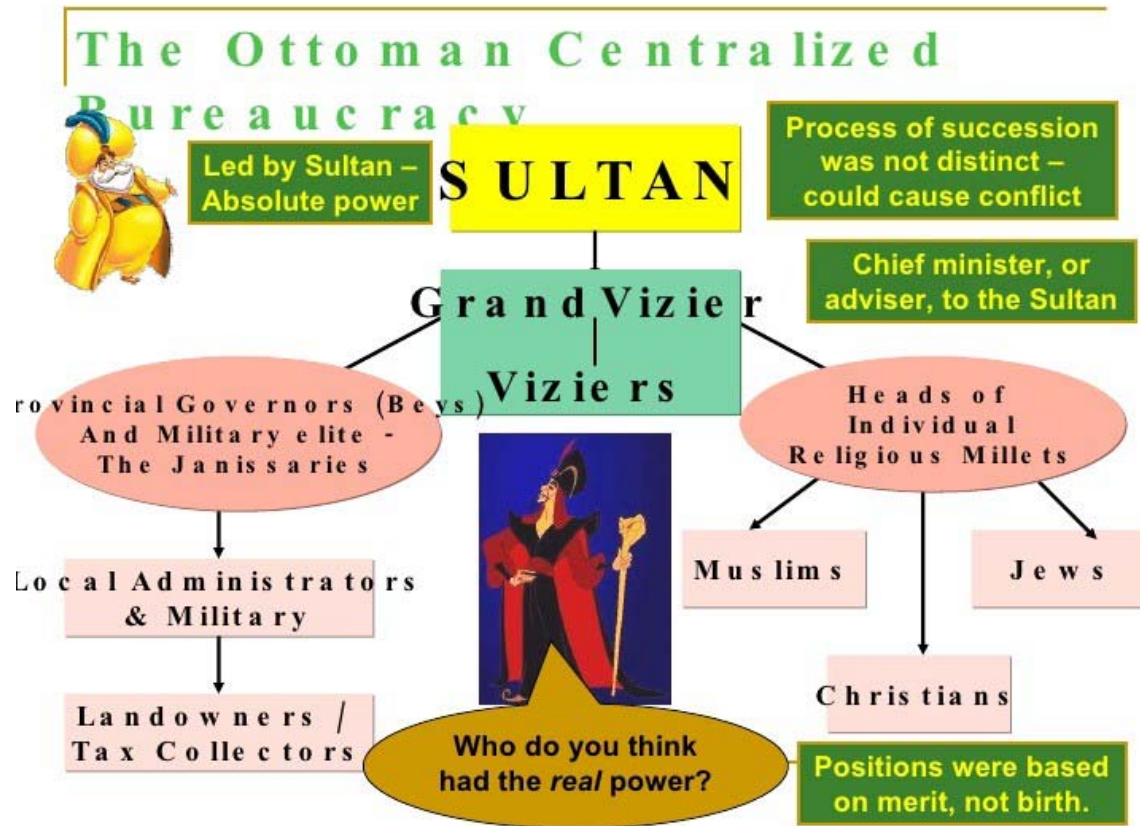 The Ottoman Centralized
Bureaucracy
Led by Sultan –
Absolute power
SULTAN
Process of succession
was not distinct –
could cause conflict
Chief minister, or
adviser, to the Sultan
Grand Vizier
Viziers
rovincial Governors (Beys)
And Military elite -
The Janissaries
Heads of
Individual
Religious Millets
Local Administrators
& Military
Muslims
Jews
Landowners /
Tax Collectors
Christians
Who do you think
had the real power?
Positions were based
on merit, not birth.